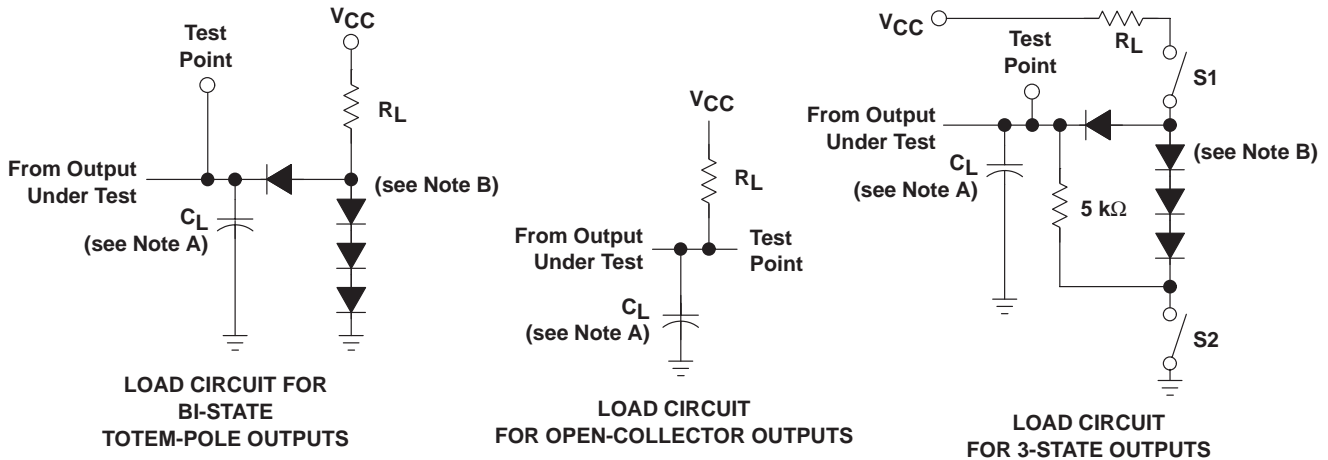 VCC
Test
Point
RL
From Output
Under Test
(see Note B)
CL
(see Note A)
LOAD CIRCUIT FOR
BI-STATE
TOTEM-POLE OUTPUTS
VCC
RL
From Output
Under Test
Test
Point
CL
(see Note A)
LOAD CIRCUIT
FOR OPEN-COLLECTOR OUTPUTS
VCC
RL
Test
Point
S1
From Output
Under Test
(see Note B)
CL
(see Note A)
5 kΩ
S2
LOAD CIRCUIT
FOR 3-STATE OUTPUTS